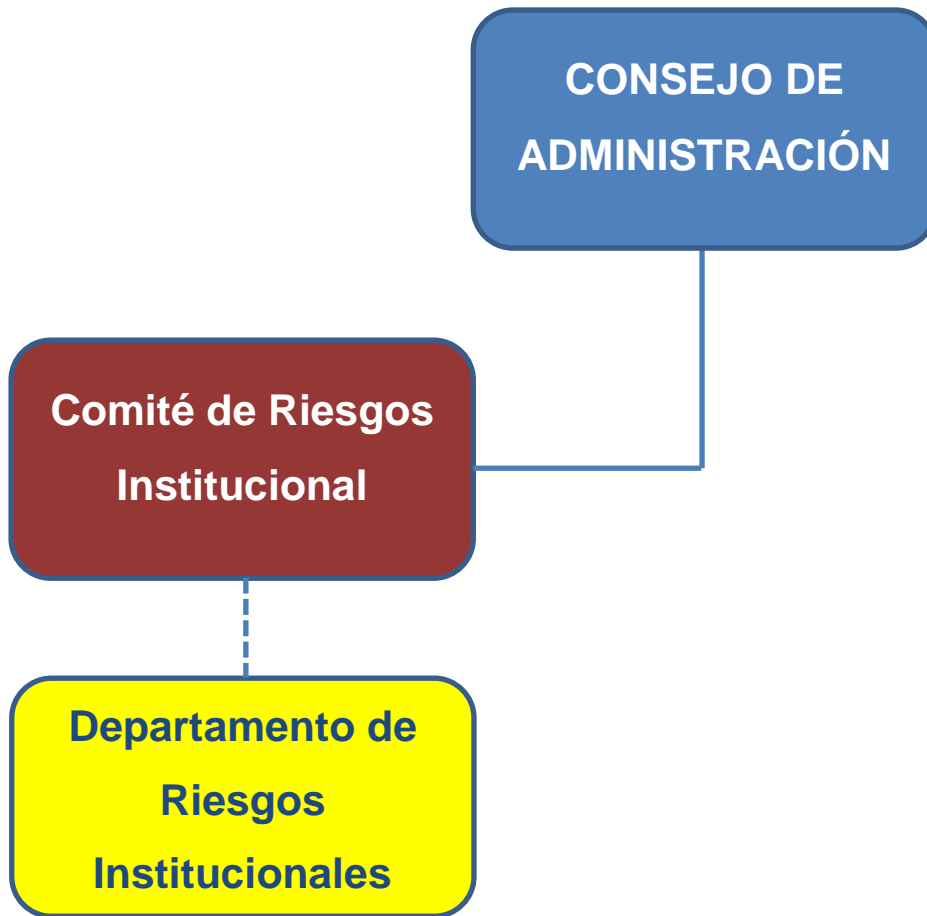 CONSEJO DE
ADMINISTRACIÓN
Comité de Riesgos
Institucional
Departamento de
Riesgos
Institucionales